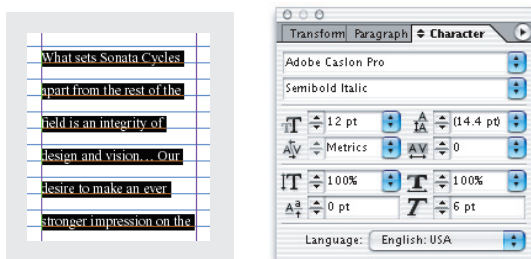 What sets Sonata Cycles
apart from the rest of the
field is an integrity of
design and vision… Our
desire to make an ever
stronger impression on the
Transform Paragraph Character
Adobe Caslon Pro
Semibold Italic
12 pt (14.4 pt)
Metrics 0
100% 100%
0 pt 6 pt
Language: English: USA